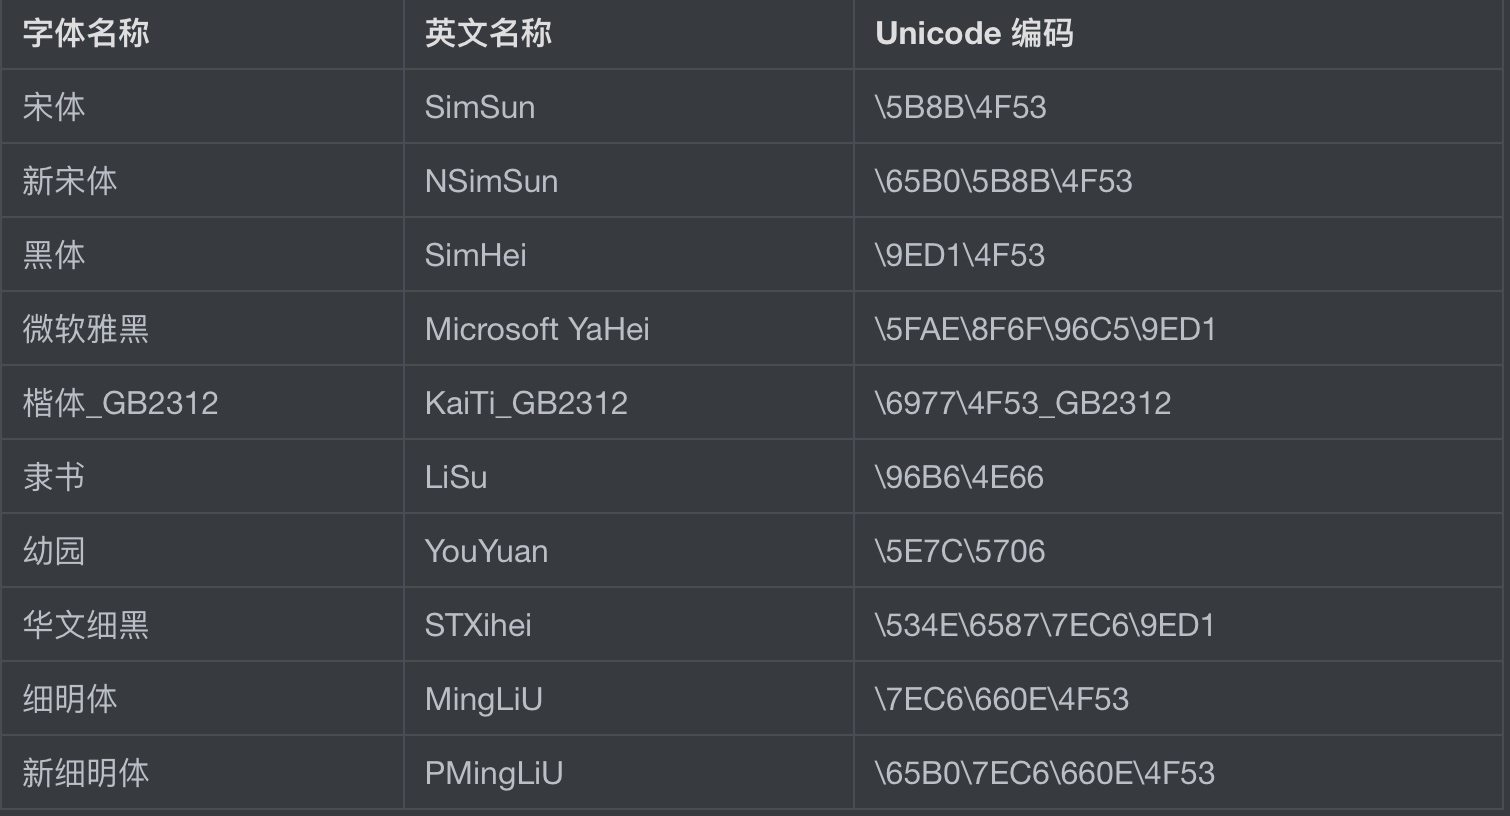 字体名称 英文名称 Unicode 编码
宋体 SimSun \5B8B\4F53
新宋体 NSimSun \65B0\5B8B\4F53
黑体 SimHei \9ED1\4F53
微软雅黑 Microsoft YaHei \5FAE\8F6F\96C5\9ED1
楷体_GB2312 KaiTi_GB2312 \6977\4F53_GB2312
隶书 LiSu \96B6\4E66
幼园 YouYuan \5E7C\5706
华文细黑 STXihei \534E\6587\7EC6\9ED1
细明体 MingLiU \7EC6\660E\4F53
新细明体 PMingLiU \65B0\7EC6\660E\4F53